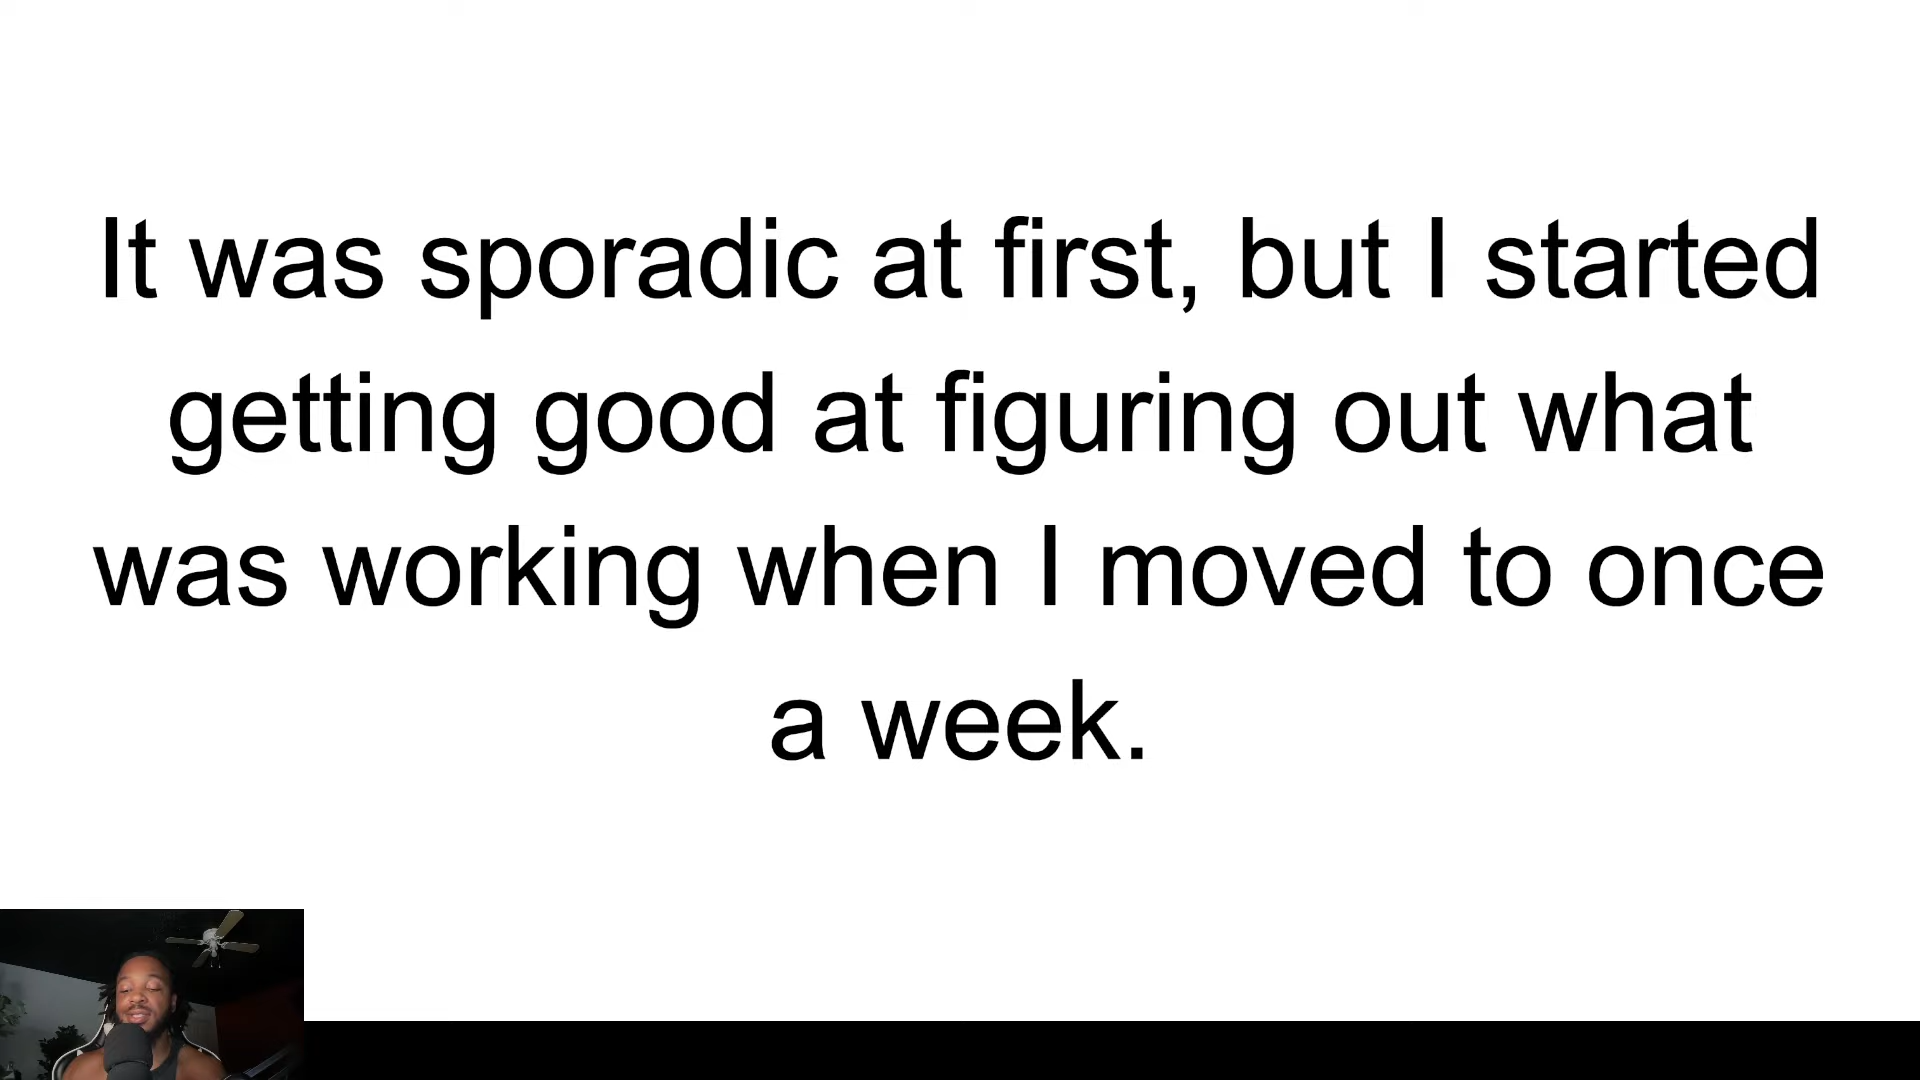 It was sporadic at first, but I started
getting good at figuring out what
was working when I moved to once
a week.